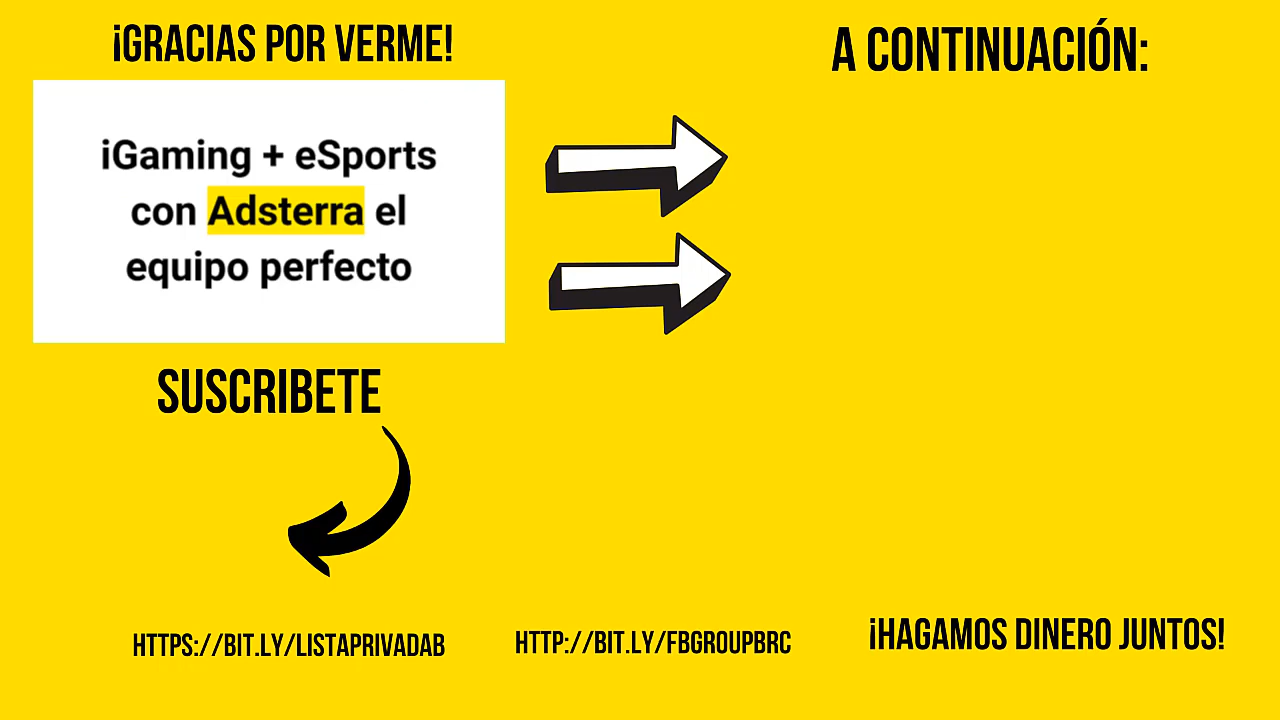 ¡GRACIAS POR VERME!
A CONTINUACIÓN:
iGaming + eSports
con Adsterra el
equipo perfecto
SUSCRIBETE
HTTPS://BIT.LY/LISTAPRIVADAB
HTTP://BIT.LY/FBGROUPBRC
¡HAGAMOS DINERO JUNTOS!